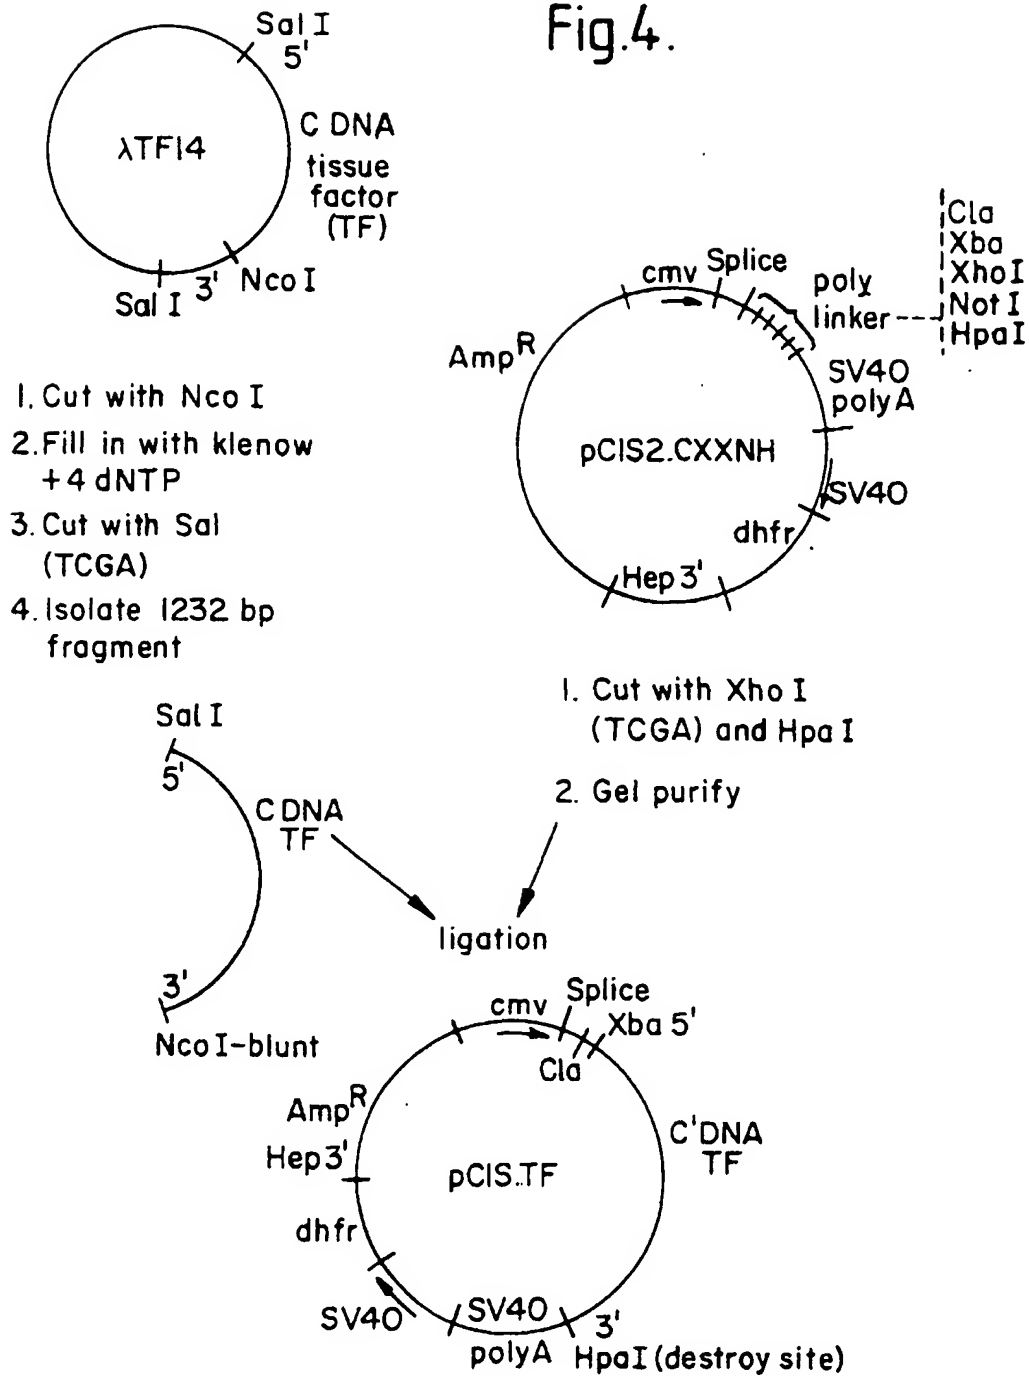 Fig.4.
Sal I
5'
λTF14
C DNA
tissue
factor
(TF)
Nco I
3'
Sal I
1. Cut with Nco I
2. Fill in with klenow
+4 dNTP
3. Cut with Sal
(TCGA)
4. Isolate 1232 bp
fragment
cmv
Splice
poly
linker
Cla
Xba
XhoI
Not I
HpaI
Amp R
SV40
polyA
pCIS2.CXXNH
SV40
dhfr
Hep 3'
1. Cut with Xho I
(TCGA) and Hpa I
2. Gel purify
Sal I
5'
C DNA
TF
3'
Nco I-blunt
ligation
cmv
Splice
Xba 5'
Cla
Amp R
Hep 3'
pCIS..TF
C'DNA
TF
dhfr
SV40
SV40
polyA
3'
HpaI (destroy site)